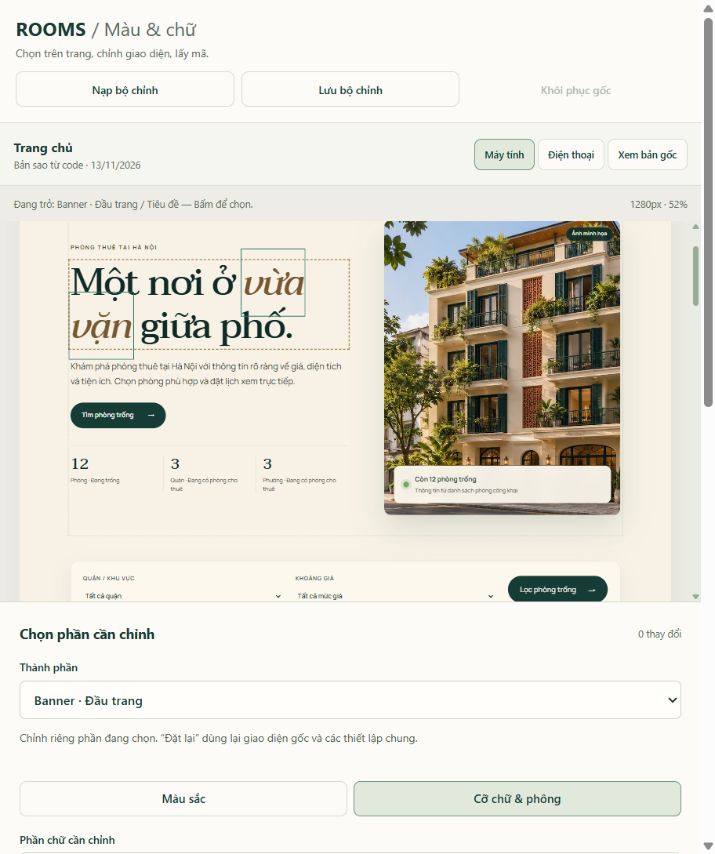 ROOMS / Màu & chữ
Chọn trên trang, chỉnh giao diện, lấy mã.
Nạp bộ chỉnh
Lưu bộ chỉnh
Khôi phục gốc
Trang chủ
Bản sao từ code · 13/11/2026
Máy tính
Điện thoại
Xem bản gốc
Đang trỏ: Banner · Đầu trang / Tiêu đề — Bấm để chọn.
1280px · 52%
PHÒNG THUÊ TẠI HÀ NỘI
Một nơi ở vừa
vặn giữa phố.
Khám phá phòng thuê tại Hà Nội với thông tin rõ ràng về giá, diện tích
và tiện ích. Chọn phòng phù hợp và đặt lịch xem trực tiếp.
Tìm phòng trống →
12
Phòng · Đang trống
3
Quận · Đang có phòng cho
thuê
3
Phường · Đang có phòng cho
thuê
Ảnh minh họa
Còn 12 phòng trống
Thông tin từ danh sách phòng công khai
QUẬN / KHU VỰC
Tất cả quận
KHOẢNG GIÁ
Tất cả mức giá
Lọc phòng trống →
Chọn phần cần chỉnh
0 thay đổi
Thành phần
Banner · Đầu trang
Chỉnh riêng phần đang chọn. "Đặt lại" dùng lại giao diện gốc và các thiết lập chung.
Màu sắc
Cỡ chữ & phông
Phần chữ cần chỉnh